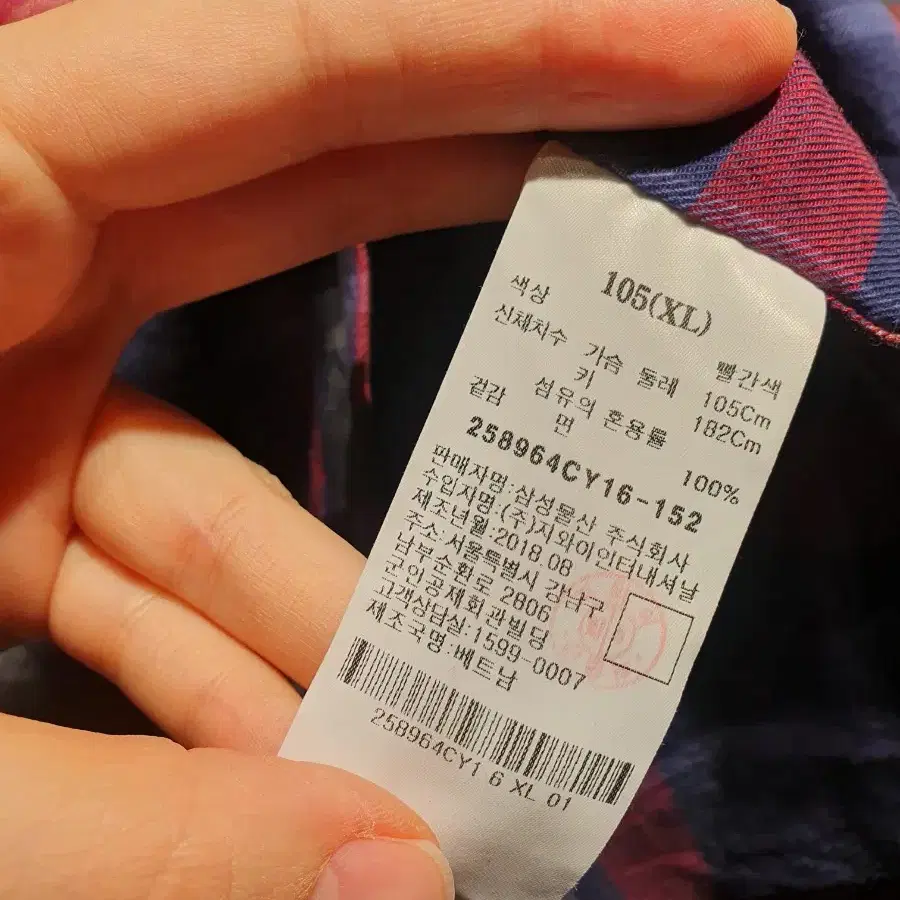 105(XL)
색상 빨간색
신체치수 가슴 둘레 105Cm
키 182Cm
섬유의 혼용률
겉감 면 100%
258964CY16-152
판매자명:삼성물산 주식회사
수입자명:(주)지와이인터내셔날
제조년월:2018.08
주소:서울특별시 강남구
남부순환로 2806
군인공제회관빌딩
고객상담실:1599-0007
제조국명:베트남
258964CY1 6 XL 01